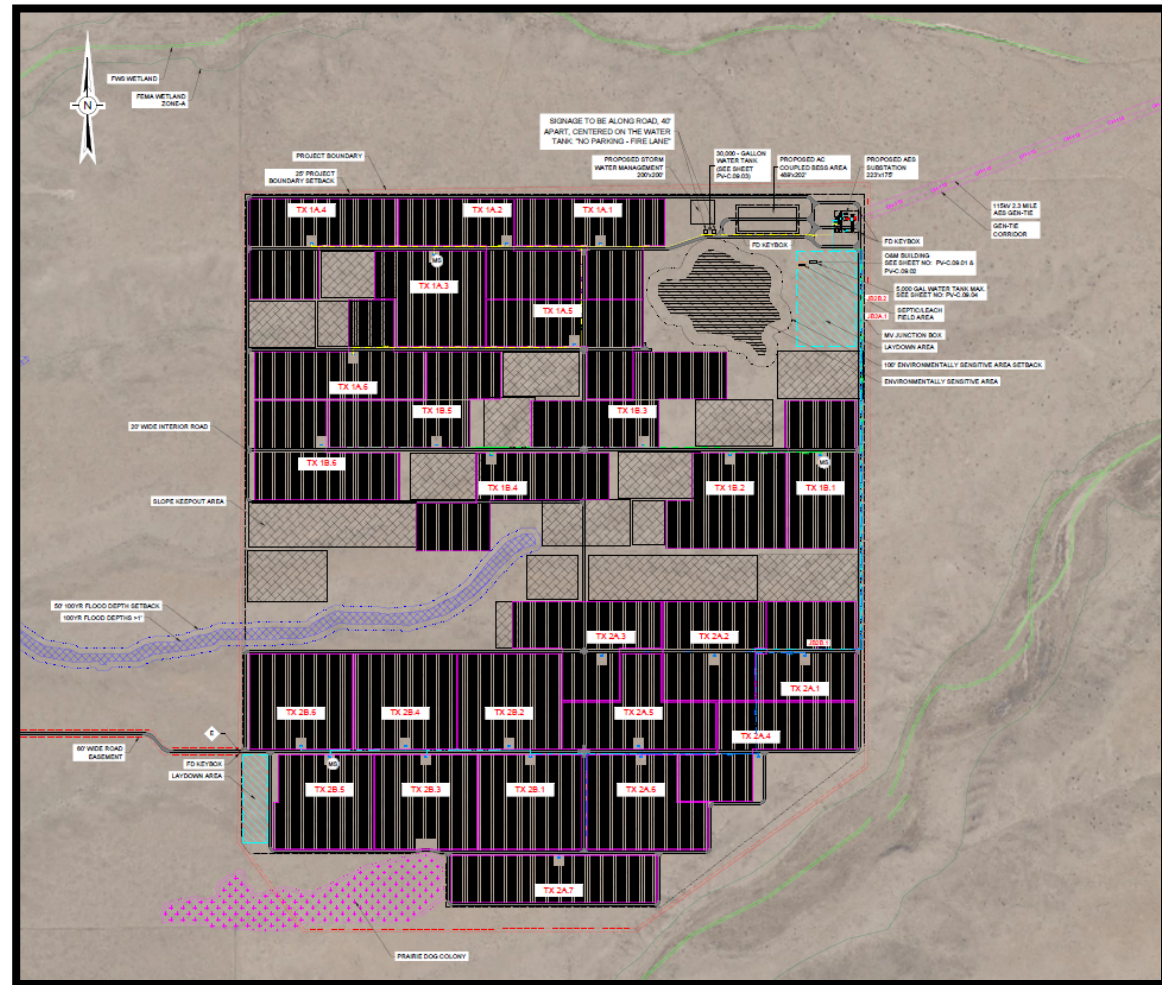 FWS WETLAND
FEMA WETLAND
ZONE-A
N
SIGNAGE TO BE ALONG ROAD, 40'
APART, CENTERED ON THE WATER
TANK: "NO PARKING - FIRE LANE"
PROJECT BOUNDARY
25' PROJECT
BOUNDARY SETBACK
PROPOSED STORM
WATER MANAGEMENT
200'x200'
30,000 - GALLON
WATER TANK
(SEE SHEET
PV-C.09.03)
PROPOSED AC
COUPLED BESS AREA
469'x202'
PROPOSED AES
SUBSTATION
223'x175'
115kV 2.3 MILE
AES GEN-TIE
GEN-TIE
CORRIDOR
TX 1A.4
TX 1A.2
TX 1A.1
FD KEYBOX
FD KEYBOX
O&M BUILDING
SEE SHEET NO: PV-C.09.01 &
PV-C.09.02
MS
TX 1A.3
5,000 GAL WATER TANK MAX.
SEE SHEET NO: PV-C.09.04
JB2B.2
SEPTIC/LEACH
FIELD AREA
TX 1A.5
JB2A.1
MV JUNCTION BOX
LAYDOWN AREA
100' ENVIRONMENTALLY SENSITIVE AREA SETBACK
ENVIRONMENTALLY SENSITIVE AREA
TX 1A.6
TX 1B.5
TX 1B.3
20' WIDE INTERIOR ROAD
TX 1B.6
MS
TX 1B.4
TX 1B.2
TX 1B.1
SLOPE KEEPOUT AREA
50' 100YR FLOOD DEPTH SETBACK
100YR FLOOD DEPTHS >1'
TX 2A.3
TX 2A.2
TX 2A.1
TX 2B.6
TX 2B.4
TX 2B.2
TX 2A.5
TX 2A.4
E
60' WIDE ROAD
EASEMENT
FD KEYBOX
LAYDOWN AREA
MS
TX 2B.5
TX 2B.3
TX 2B.1
TX 2A.6
TX 2A.7
PRAIRIE DOG COLONY